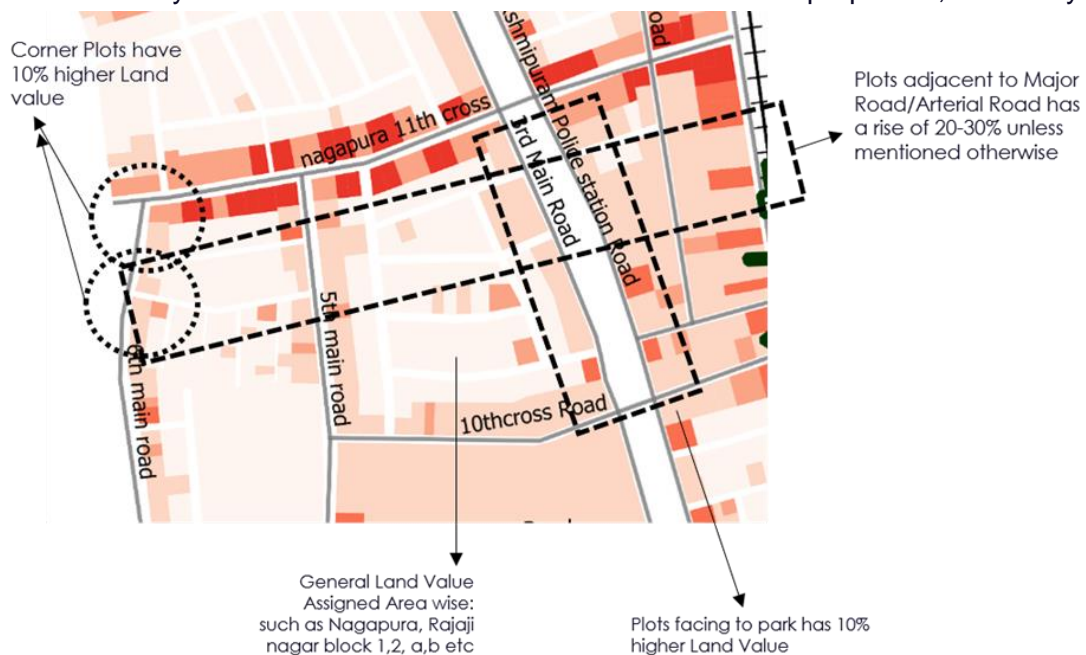 Corner Plots have
10% higher Land
value
ashmipuram Police station Road
Road
Plots adjacent to Major
Road/Arterial Road has
a rise of 20-30% unless
mentioned otherwise
nagapura 11th cross
3rd Main Road
5th main road
6th main road
10thcross Road
General Land Value
Assigned Area wise:
such as Nagapura, Rajaji
nagar block 1,2, a,b etc
Plots facing to park has 10%
higher Land Value